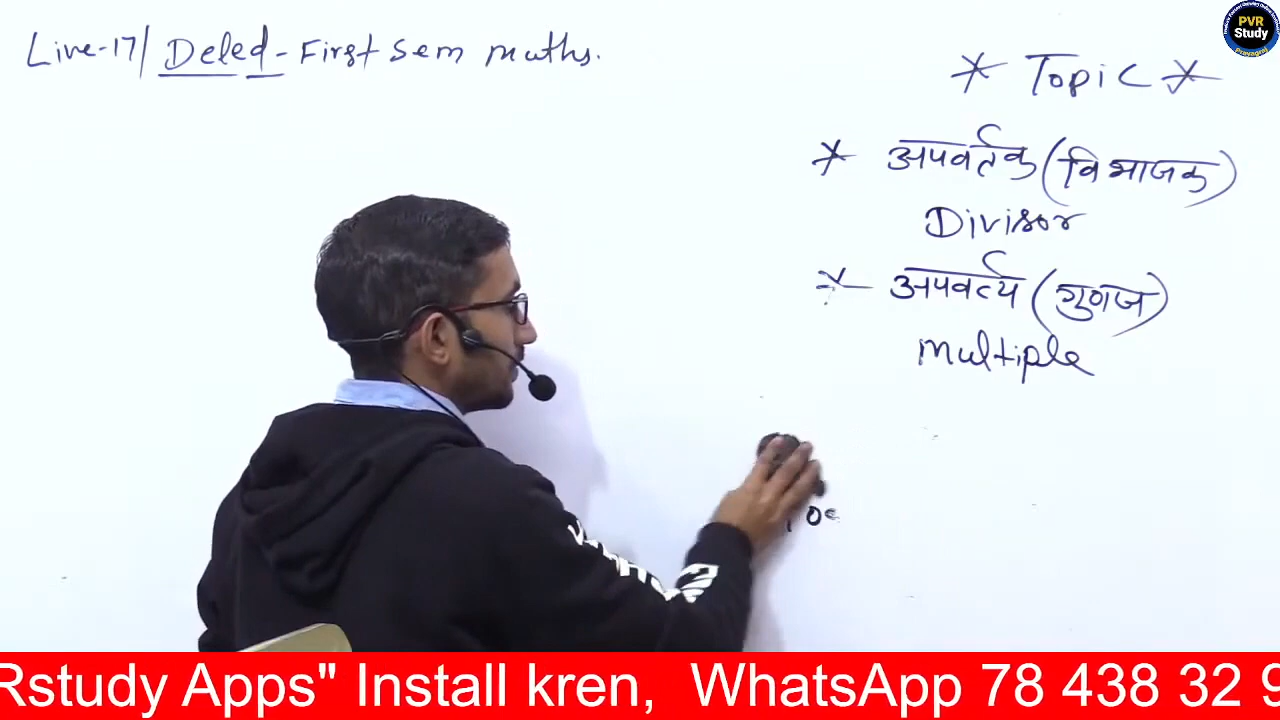 Live-17/ Deled - First Sem maths.
* Topic *
* अपवर्तक (विभाजक)
Divisor
* अपवर्त्य (गुणज)
multiple
PVR
Study
Prayagraj
Rstudy Apps" Install kren, WhatsApp 78 438 32 9